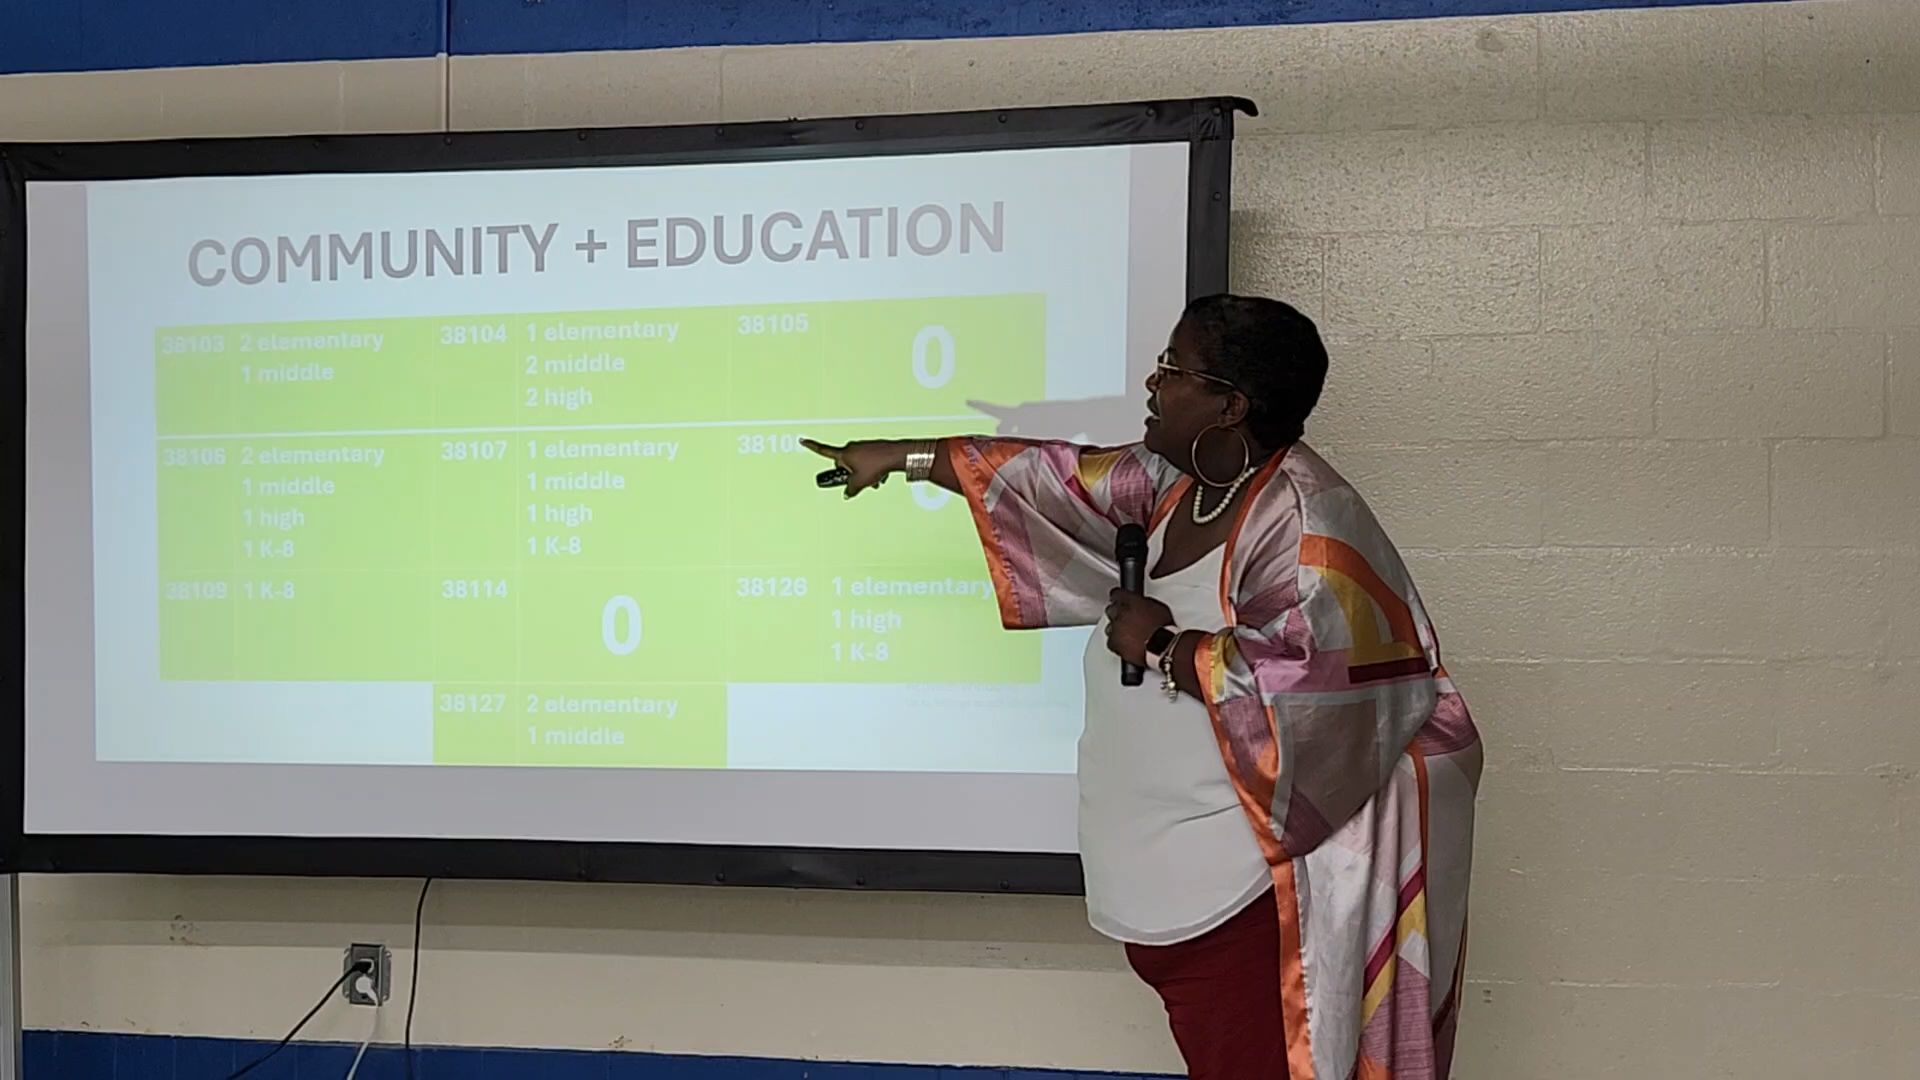 COMMUNITY + EDUCATION
38103
2 elementary
1 middle
38104
1 elementary
2 middle
2 high
38105
0
38106
2 elementary
1 middle
1 high
1 K-8
38107
1 elementary
1 middle
1 high
1 K-8
0
38109
1 K-8
38114
0
38126
1 elementary
1 high
1 K-8
38127
2 elementary
1 middle